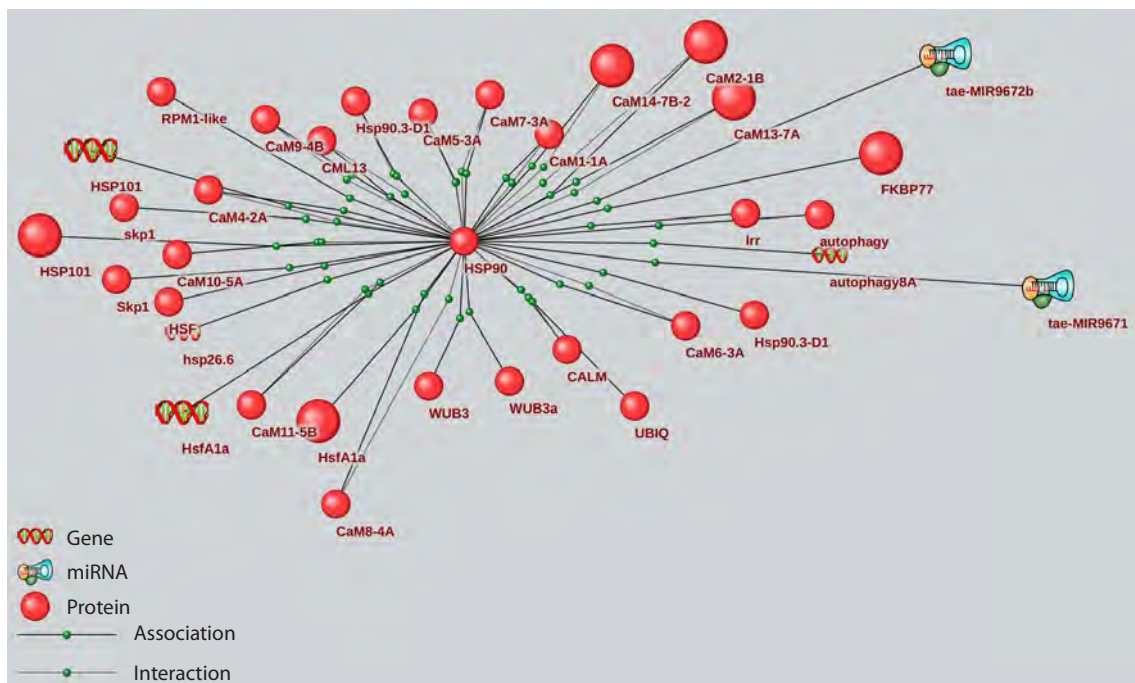 CaM2-1B
tae-MIR9672b
CaM14-7B-2
RPM1-like
Hsp90.3-D1
CaM7-3A
CaM5-3A
CaM13-7A
CaM9-4B
CaM1-1A
CML13
HSP101
FKBP77
CaM4-2A
skp1
lrr
autophagy
HSP101
HSP90
CaM10-5A
autophagy8A
Skp1
tae-MIR9671
HSF
Hsp90.3-D1
hsp26.6
CaM6-3A
CALM
WUB3
WUB3a
UBIQ
CaM11-5B
HsfA1a
HsfA1a
CaM8-4A
Gene
miRNA
Protein
Association
Interaction